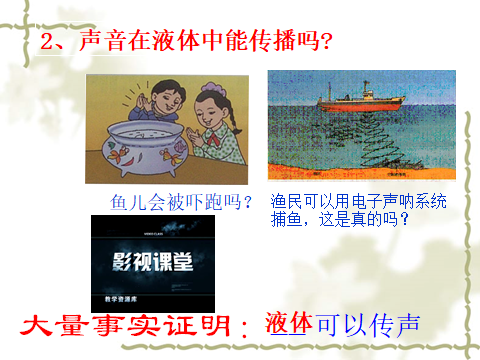 2、声音在液体中能传播吗?
鱼儿会被吓跑吗?
渔民可以用电子声呐系统
捕鱼，这是真的吗?
影视课堂
教学资源库
大量事实证明：液体可以传声